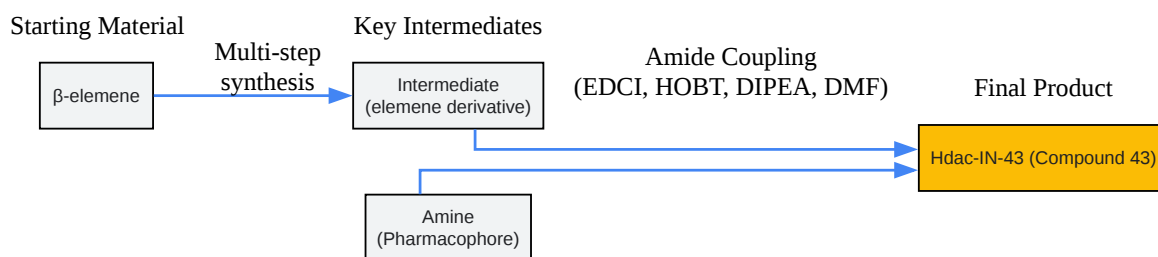 Starting Material
β-elemene
Multi-step
synthesis
Key Intermediates
Intermediate
(elemene derivative)
Amine
(Pharmacophore)
Amide Coupling
(EDCI, HOBT, DIPEA, DMF)
Final Product
Hdac-IN-43 (Compound 43)